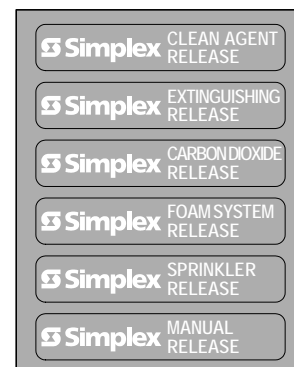 Simplex CLEAN AGENT
RELEASE
Simplex EXTINGUISHING
RELEASE
Simplex CARBON DIOXIDE
RELEASE
Simplex FOAM SYSTEM
RELEASE
Simplex SPRINKLER
RELEASE
Simplex MANUAL
RELEASE